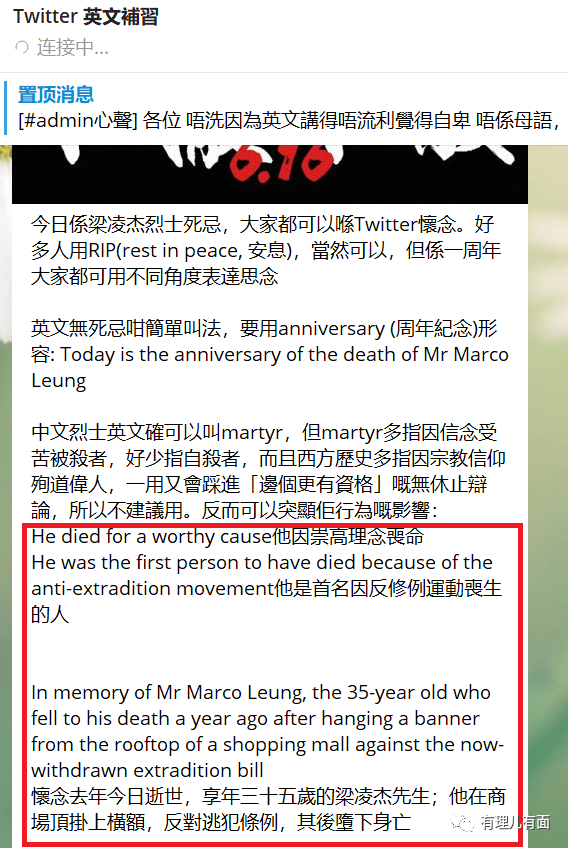 Twitter 英文補習
连接中...
置顶消息
[#admin心聲] 各位 唔洗因為英文講得唔流利覺得自卑 唔係母語，
6.16
今日係梁凌杰烈士死忌，大家都可以喺Twitter懷念。好
多人用RIP(rest in peace, 安息)，當然可以，但係一周年
大家都可用不同角度表達思念
英文無死忌咁簡單叫法，要用anniversary (周年紀念)形
容: Today is the anniversary of the death of Mr Marco
Leung
中文烈士英文確可以叫martyr，但martyr多指因信念受
苦被殺者，好少指自殺者，而且西方歷史多指因宗教信仰
殉道偉人，一用又會踩進「邊個更有資格」嘅無休止辯
論，所以不建議用。反而可以突顯佢行為嘅影響：
He died for a worthy cause他因崇高理念喪命
He was the first person to have died because of the
anti-extradition movement他是首名因反修例運動喪生
的人
In memory of Mr Marco Leung, the 35-year old who
fell to his death a year ago after hanging a banner
from the rooftop of a shopping mall against the now-
withdrawn extradition bill
懷念去年今日逝世，享年三十五歲的梁凌杰先生；他在商
場頂掛上橫額，反對逃犯條例，其後墮下身亡
有理儿有面